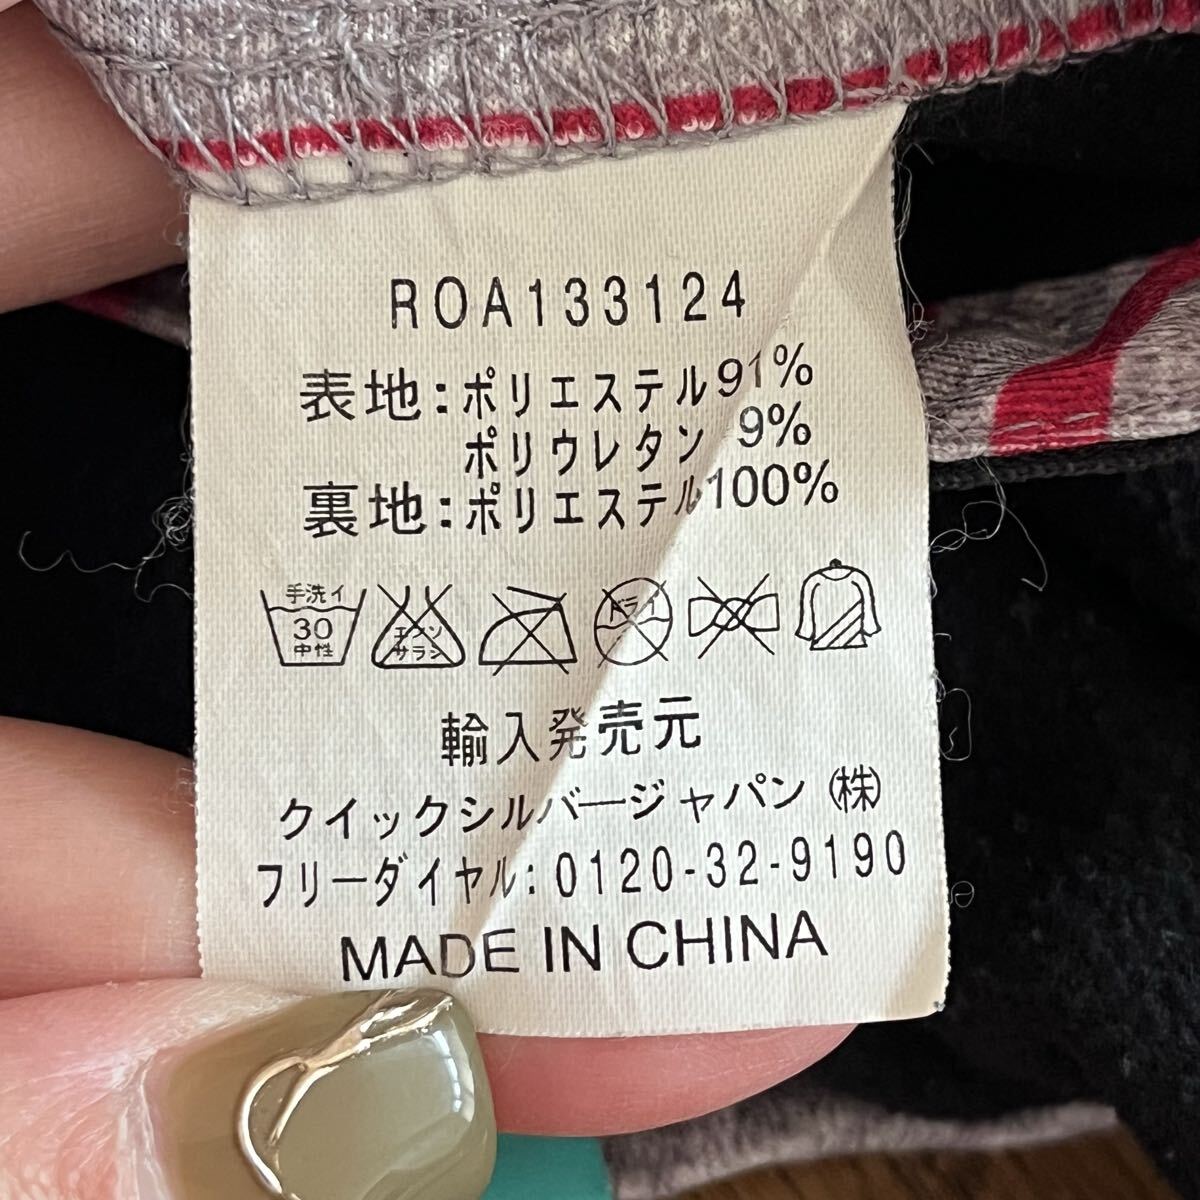 ROA133124
表地:ポリエステル91%
ポリウレタン 9%
裏地:ポリエステル100%
手洗イ
30
中性
エンソ
サラシ
ドライ
輸入発売元
クイックシルバージャパン(株)
フリーダイヤル:0120-32-9190
MADE IN CHINA